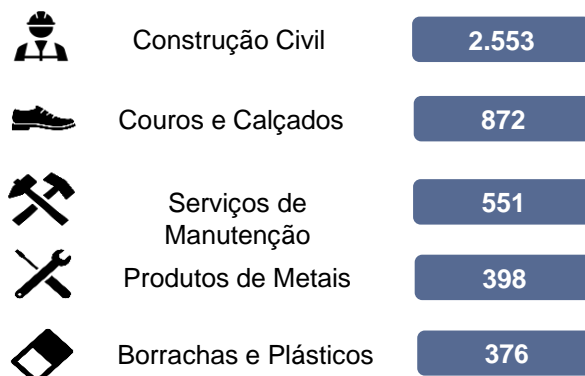 Construção Civil 2.553
Couros e Calçados 872
Serviços de
Manutenção 551
Produtos de Metais 398
Borrachas e Plásticos 376